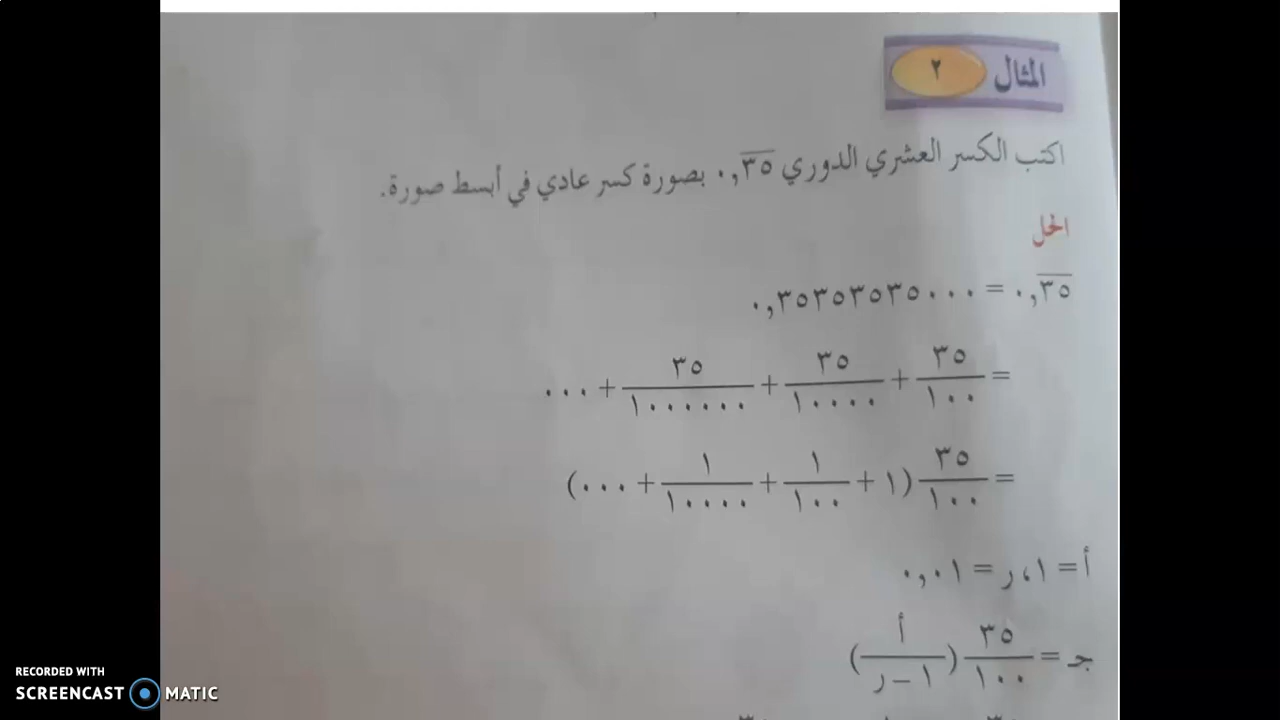 المثال ٢
اكتب الكسر العشري الدوري ٠,٣٥̅ بصورة كسر عادي في أبسط صورة.
الحل
٠,٣٥̅ = ٠,٣٥٣٥٣٥٣٥٠٠٠
= ٣٥/١٠٠ + ٣٥/١٠٠٠٠ + ٣٥/١٠٠٠٠٠٠ + ...
= ٣٥/١٠٠ (١ + ١/١٠٠ + ١/١٠٠٠٠ + ...)
أ = ١، ر = ٠,٠١
جـ = ٣٥/١٠٠ (أ/١ – ر)
RECORDED WITH
SCREENCAST MATIC